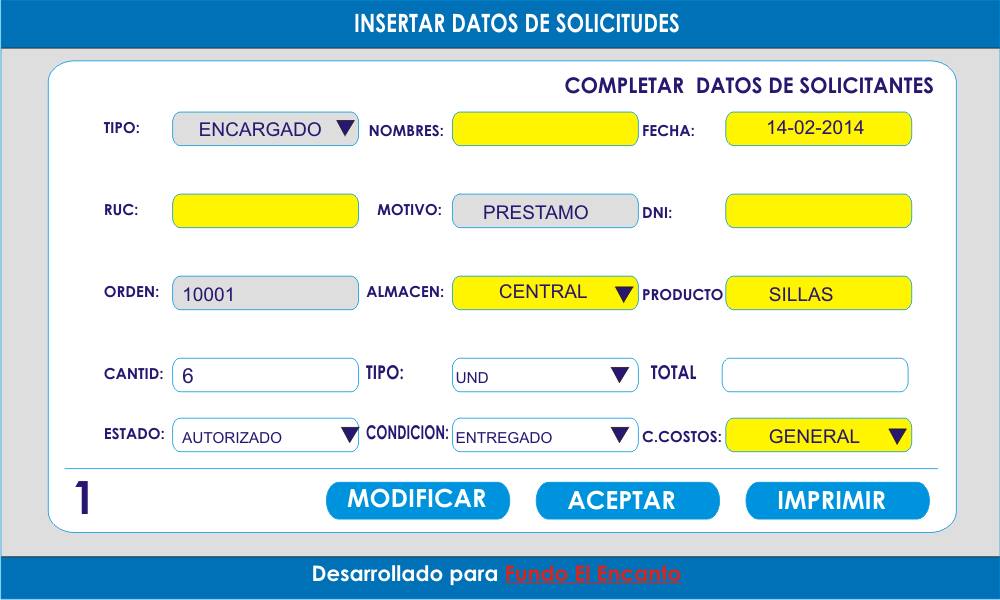 INSERTAR DATOS DE SOLICITUDES
COMPLETAR DATOS DE SOLICITANTES
TIPO: ENCARGADO NOMBRES: FECHA: 14-02-2014
RUC: MOTIVO: PRESTAMO DNI:
ORDEN: 10001 ALMACEN: CENTRAL PRODUCTO SILLAS
CANTID: 6 TIPO: UND TOTAL
ESTADO: AUTORIZADO CONDICION: ENTREGADO C.COSTOS: GENERAL
1 MODIFICAR ACEPTAR IMPRIMIR
Desarrollado para Fundo El Encanto